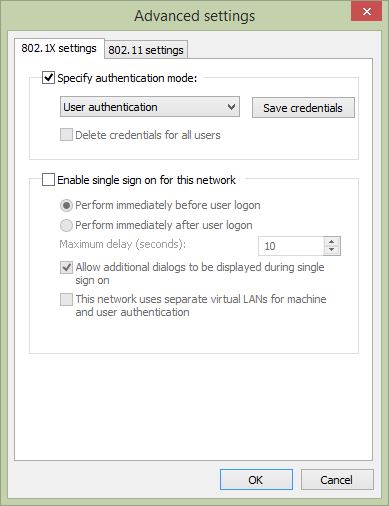 Advanced settings
802.1X settings
802.11 settings
Specify authentication mode:
User authentication
Save credentials
Delete credentials for all users
Enable single sign on for this network
Perform immediately before user logon
Perform immediately after user logon
Maximum delay (seconds):
10
Allow additional dialogs to be displayed during single
sign on
This network uses separate virtual LANs for machine
and user authentication
OK
Cancel